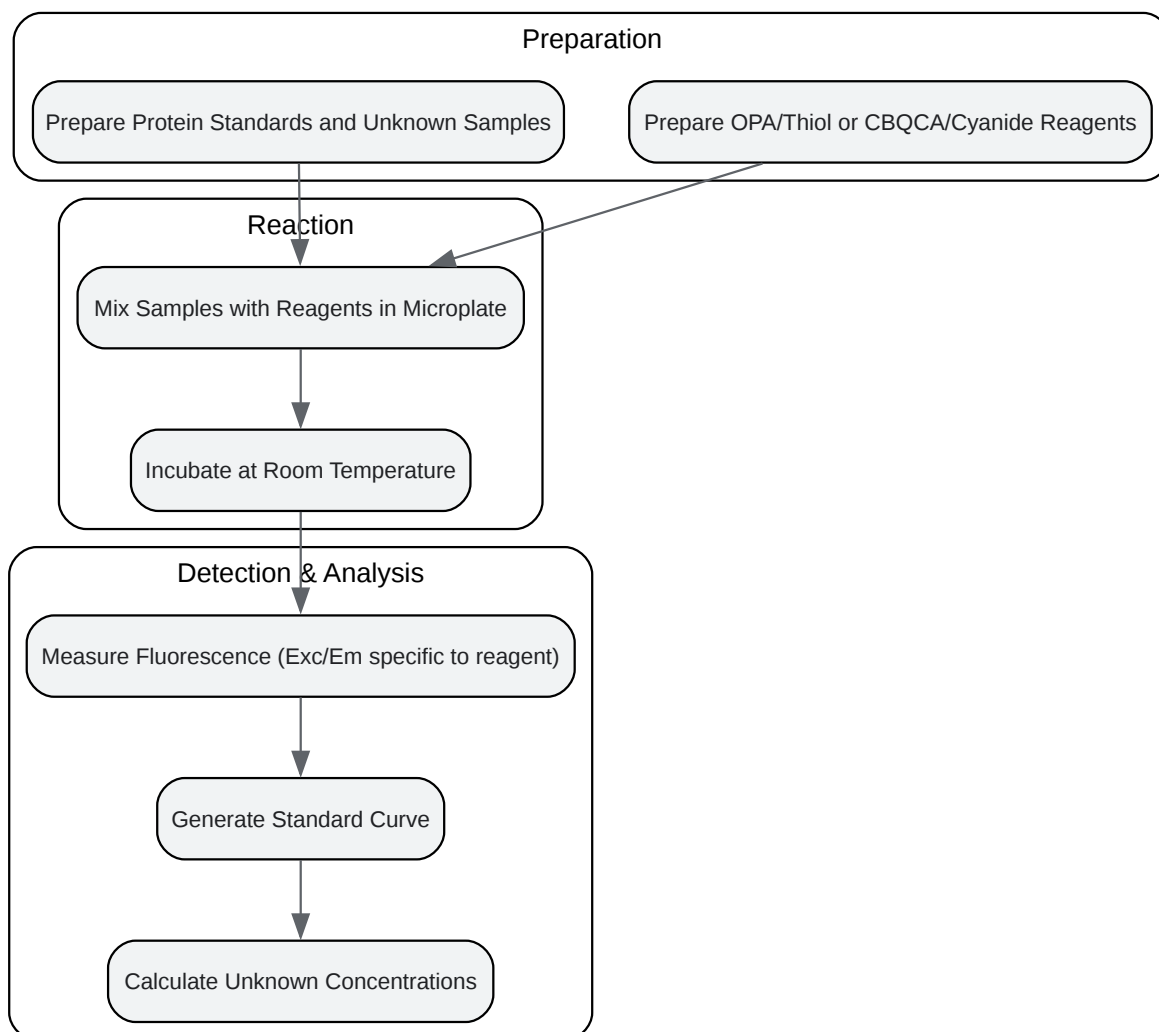 Preparation
Prepare Protein Standards and Unknown Samples
Prepare OPA/Thiol or CBQCA/Cyanide Reagents
Reaction
Mix Samples with Reagents in Microplate
Incubate at Room Temperature
Detection & Analysis
Measure Fluorescence (Exc/Em specific to reagent)
Generate Standard Curve
Calculate Unknown Concentrations